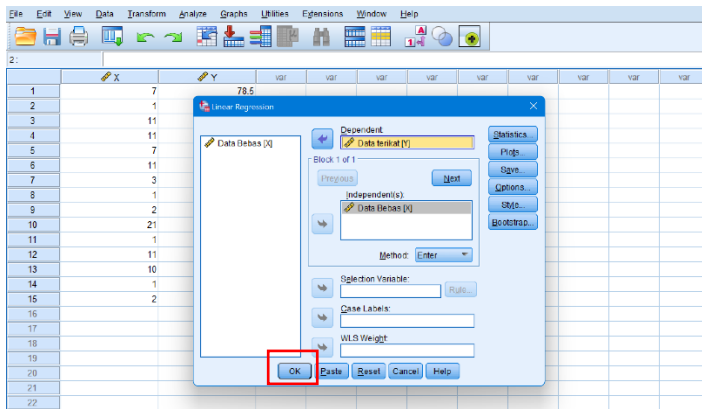 File Edit View Data Transform Analyze Graphs Utilities Extensions Window Help
2 :
X Y var var var var var var var var var
1 7 78.5
2 1
3 11
4 11
5 7
6 11
7 3
8 1
9 2
10 21
11 1
12 11
13 10
14 1
15 2
16
17
18
19
20
21
22
Linear Regression
Data Bebas [X]
Dependent:
Data terikat [Y]
Block 1 of 1
Previous Next
Independent(s):
Data Bebas [X]
Method: Enter
Selection Variable:
Rule...
Case Labels:
WLS Weight:
OK Paste Reset Cancel Help
Statistics...
Plots...
Save...
Options...
Style...
Bootstrap...